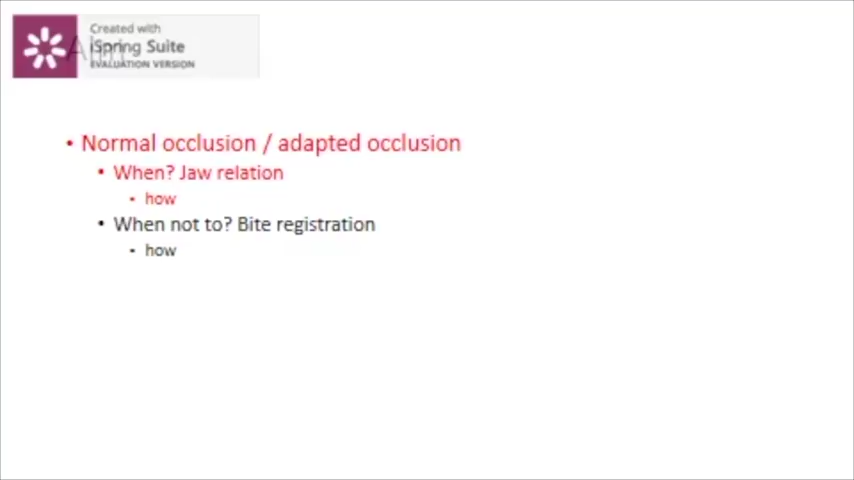 Created with
iSpring Suite
EVALUATION VERSION
• Normal occlusion / adapted occlusion
• When? Jaw relation
• how
• When not to? Bite registration
• how